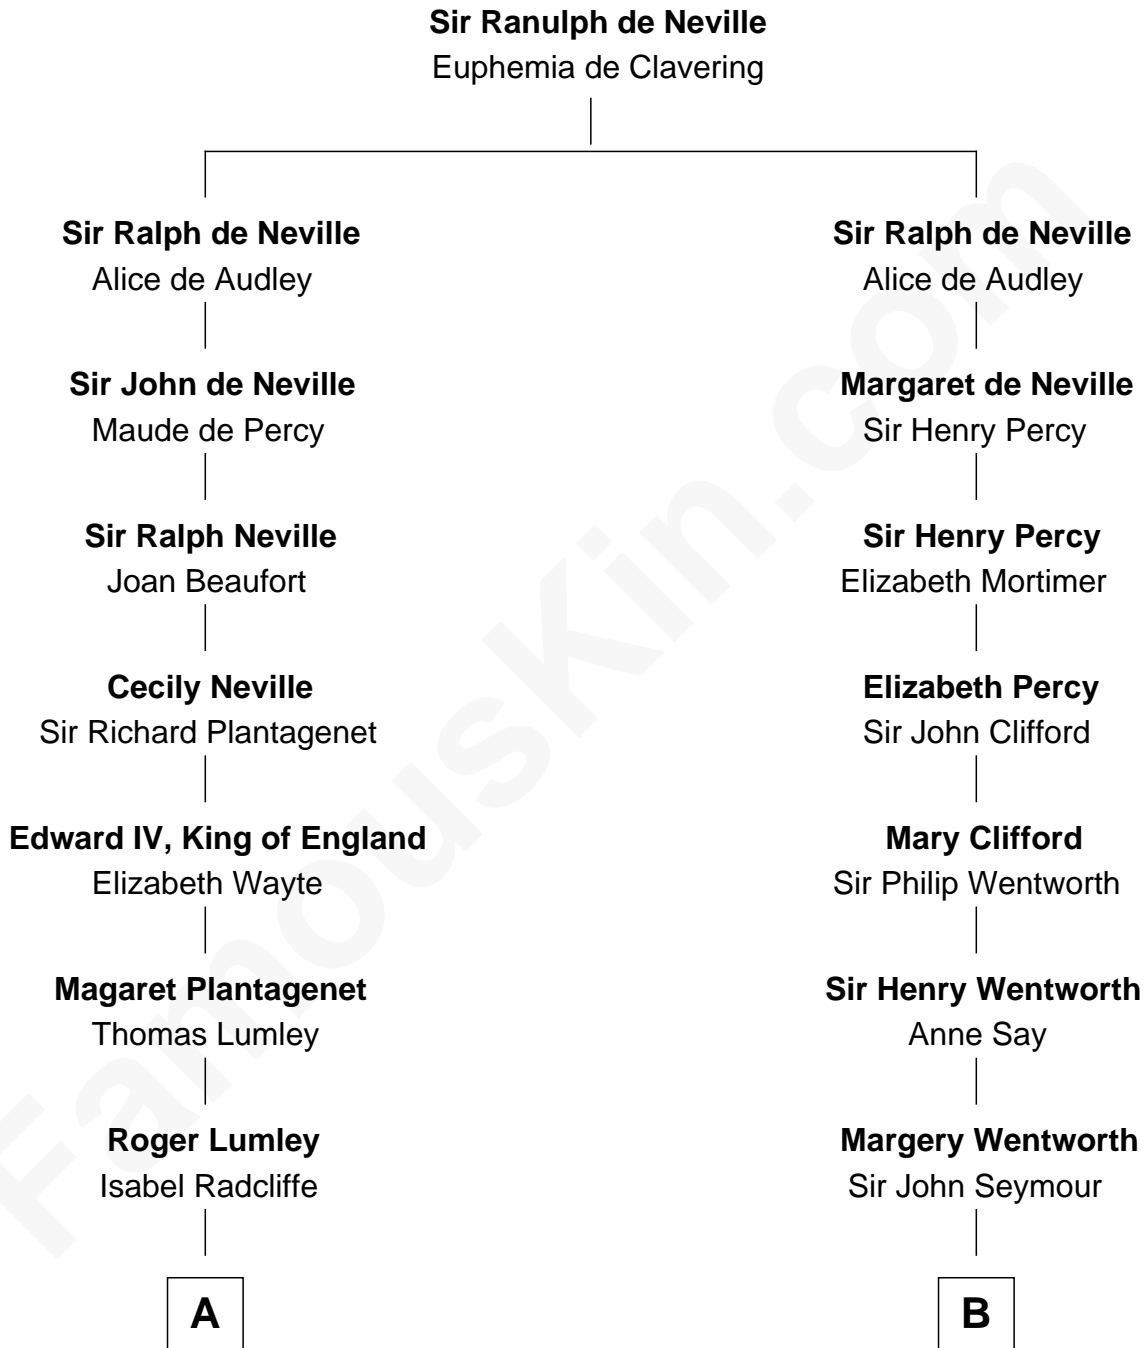 Sir Ranulph de Neville
Euphemia de Clavering
Sir Ralph de Neville
Alice de Audley
Sir John de Neville
Maude de Percy
Sir Ralph Neville
Joan Beaufort
Cecily Neville
Sir Richard Plantagenet
Edward IV, King of England
Elizabeth Wayte
Magaret Plantagenet
Thomas Lumley
Roger Lumley
Isabel Radcliffe
A
Sir Ralph de Neville
Alice de Audley
Margaret de Neville
Sir Henry Percy
Sir Henry Percy
Elizabeth Mortimer
Elizabeth Percy
Sir John Clifford
Mary Clifford
Sir Philip Wentworth
Sir Henry Wentworth
Anne Say
Margery Wentworth
Sir John Seymour
B
FamousKin.com